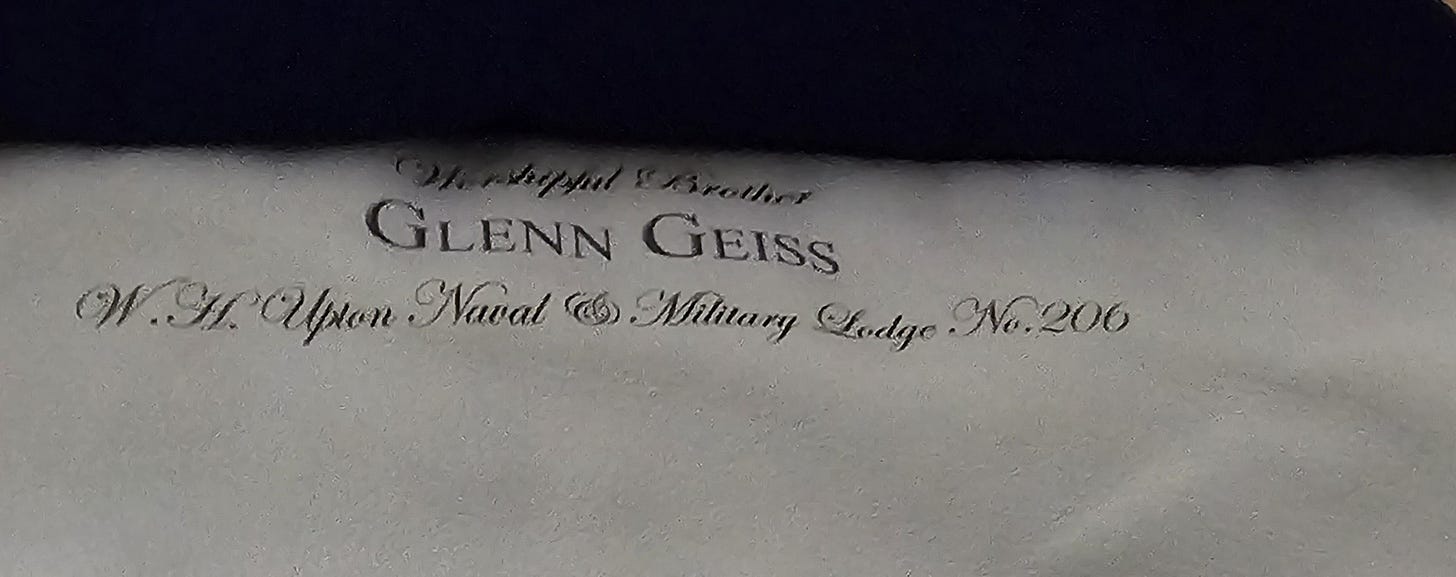 Worshipful Brother
GLENN GEISS
W. H. Upton Naval & Military Lodge No. 206